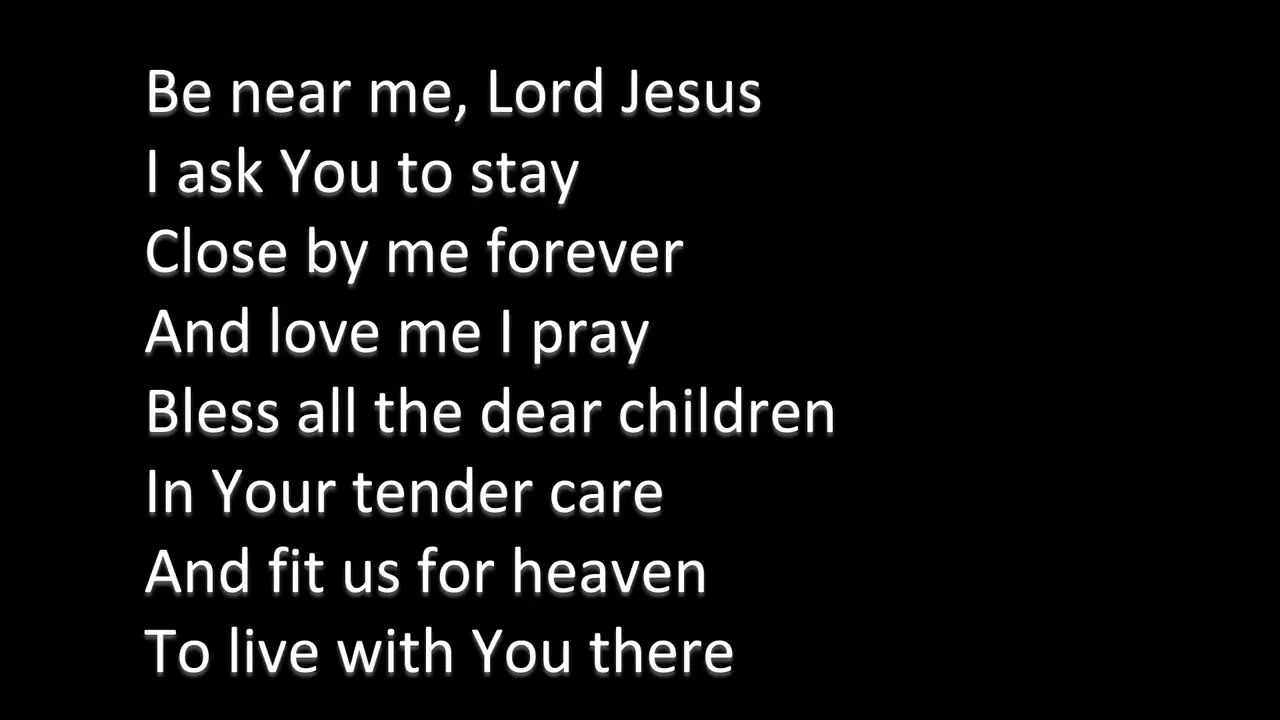 Be near me, Lord Jesus
I ask You to stay
Close by me forever
And love me I pray
Bless all the dear children
In Your tender care
And fit us for heaven
To live with You there